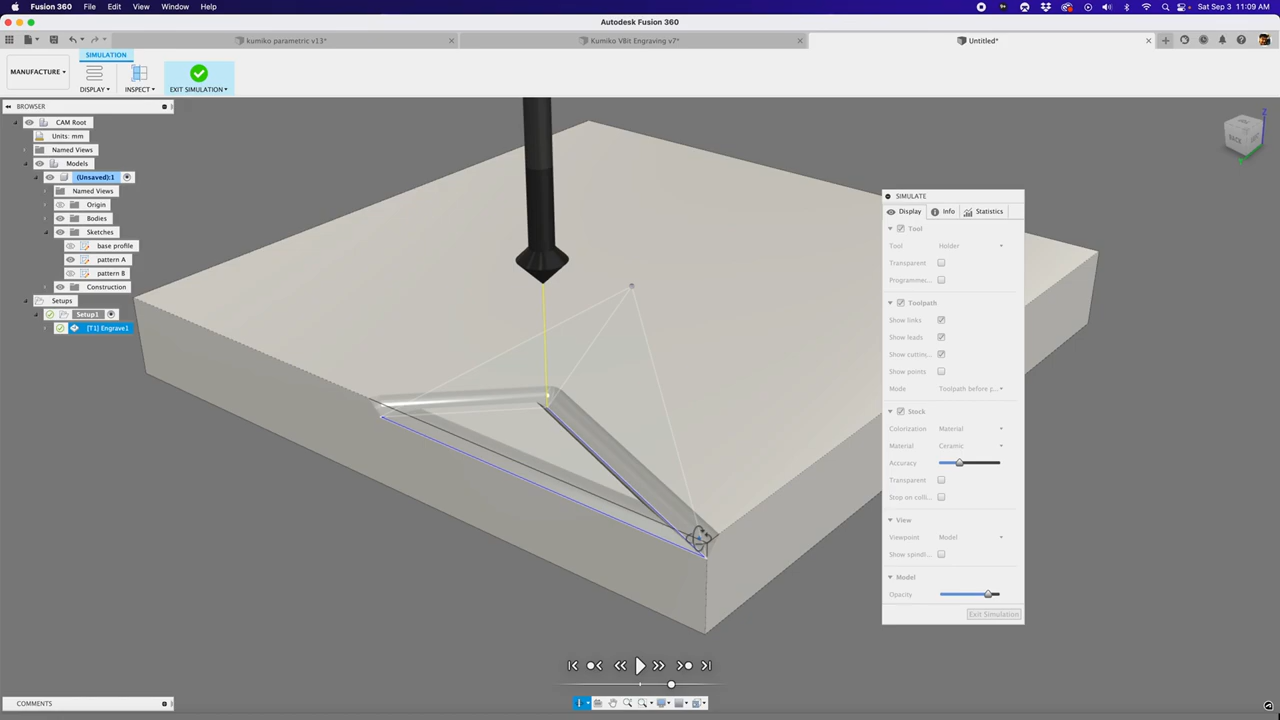 Fusion 360 File Edit View Window Help Sat Sep 3 11:09 AM
Autodesk Fusion 360
kumiko parametric v13* Kumiko VBit Engraving v7* Untitled*
SIMULATION
MANUFACTURE
DISPLAY INSPECT EXIT SIMULATION
BROWSER
CAM Root
Units: mm
Named Views
Models
(Unsaved):1
Named Views
Origin
Bodies
Sketches
base profile
pattern A
pattern B
Construction
Setups
Setup1
[T1] Engrave1
BACK
Z
SIMULATE
Display Info Statistics
Tool
Tool Holder
Transparent
Programme...
Toolpath
Show links
Show leads
Show cuttin...
Show points
Mode Toolpath before p...
Stock
Colorization Material
Material Ceramic
Accuracy
Transparent
Stop on colli...
View
Viewpoint Model
Show spindl...
Model
Opacity
Exit Simulation
COMMENTS